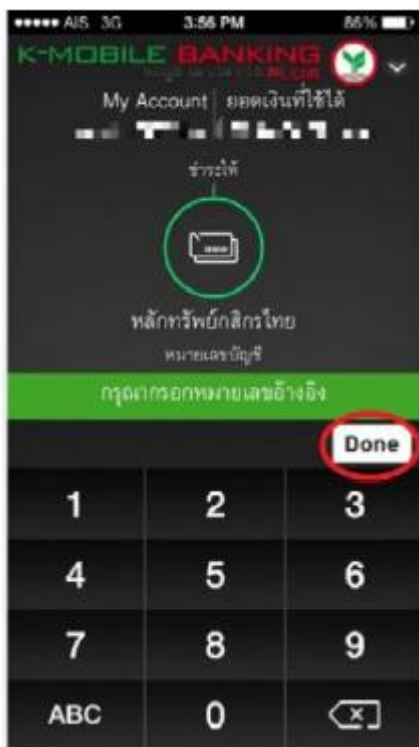 AIS 3G 3:56 PM 86%
K-MOBILE BANKING
PLUS
My Account ยอดเงินที่ใช้ได้
ชำระให้
หลักทรัพย์กสิกรไทย
หมายเลขบัญชี
กรุณากรอกหมายเลขอ้างอิง
Done
1 2 3
4 5 6
7 8 9
ABC 0